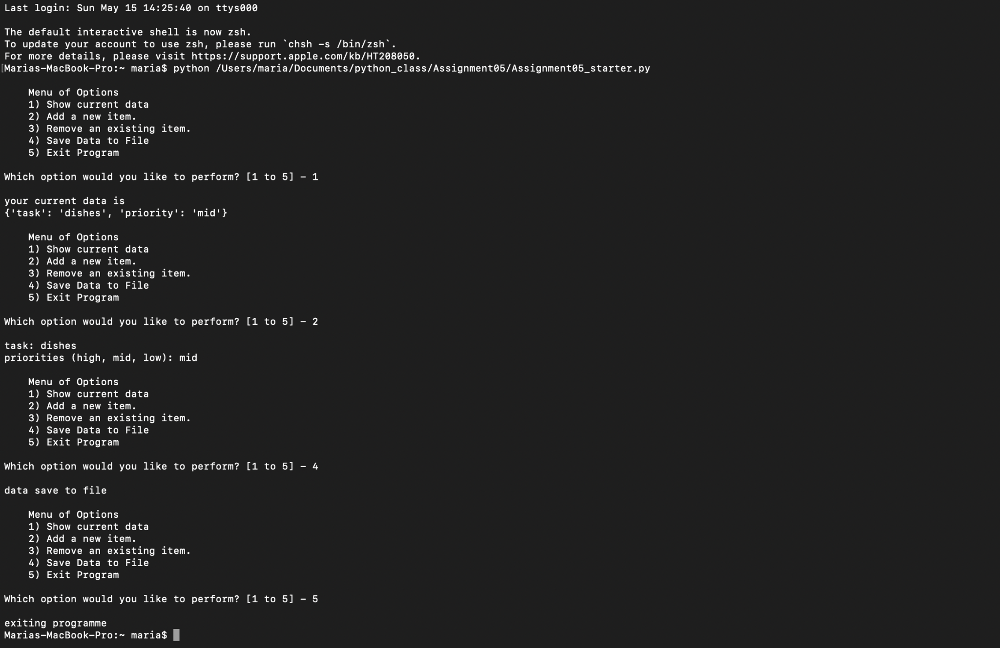 Last login: Sun May 15 14:25:40 on ttys000
The default interactive shell is now zsh.
To update your account to use zsh, please run `chsh -s /bin/zsh`.
For more details, please visit https://support.apple.com/kb/HT208050.
[Marias-MacBook-Pro:~ maria$ python /Users/maria/Documents/python_class/Assignment05/Assignment05_starter.py
Menu of Options
1) Show current data
2) Add a new item.
3) Remove an existing item.
4) Save Data to File
5) Exit Program
Which option would you like to perform? [1 to 5] - 1
your current data is
{'task': 'dishes', 'priority': 'mid'}
Menu of Options
1) Show current data
2) Add a new item.
3) Remove an existing item.
4) Save Data to File
5) Exit Program
Which option would you like to perform? [1 to 5] - 2
task: dishes
priorities (high, mid, low): mid
Menu of Options
1) Show current data
2) Add a new item.
3) Remove an existing item.
4) Save Data to File
5) Exit Program
Which option would you like to perform? [1 to 5] - 4
data save to file
Menu of Options
1) Show current data
2) Add a new item.
3) Remove an existing item.
4) Save Data to File
5) Exit Program
Which option would you like to perform? [1 to 5] - 5
exiting programme
Marias-MacBook-Pro:~ maria$